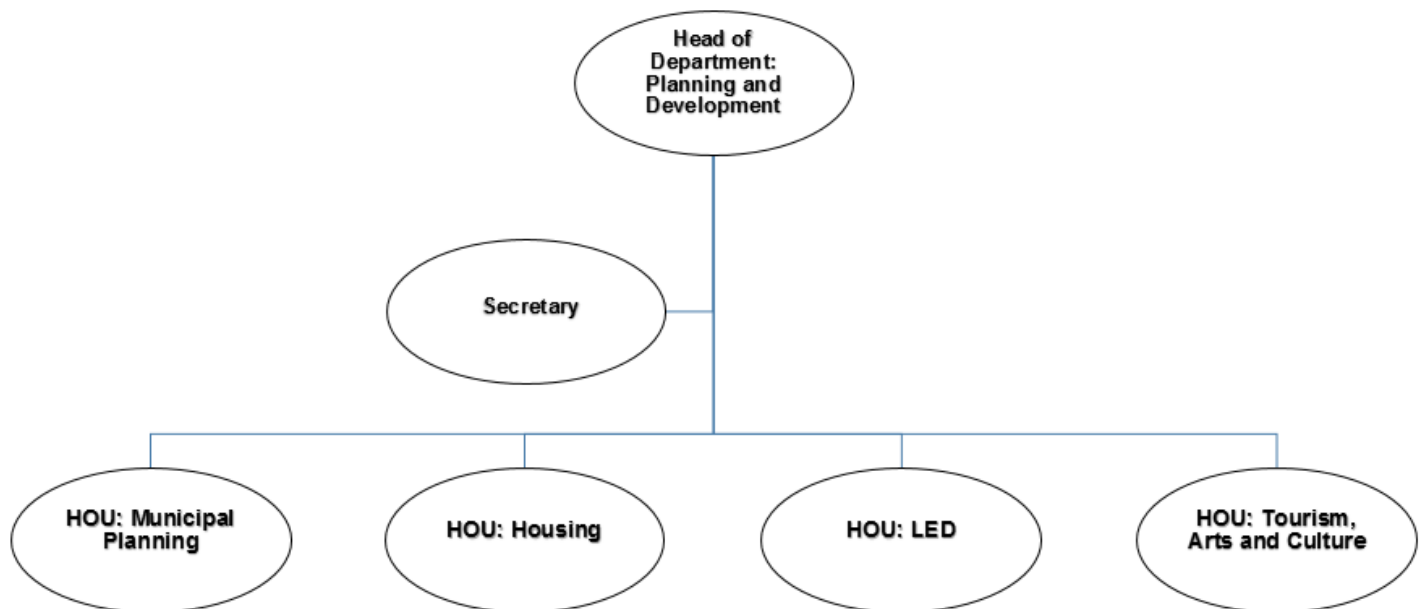 Head of
Department:
Planning and
Development
Secretary
HOU: Municipal
Planning
HOU: Housing
HOU: LED
HOU: Tourism,
Arts and Culture